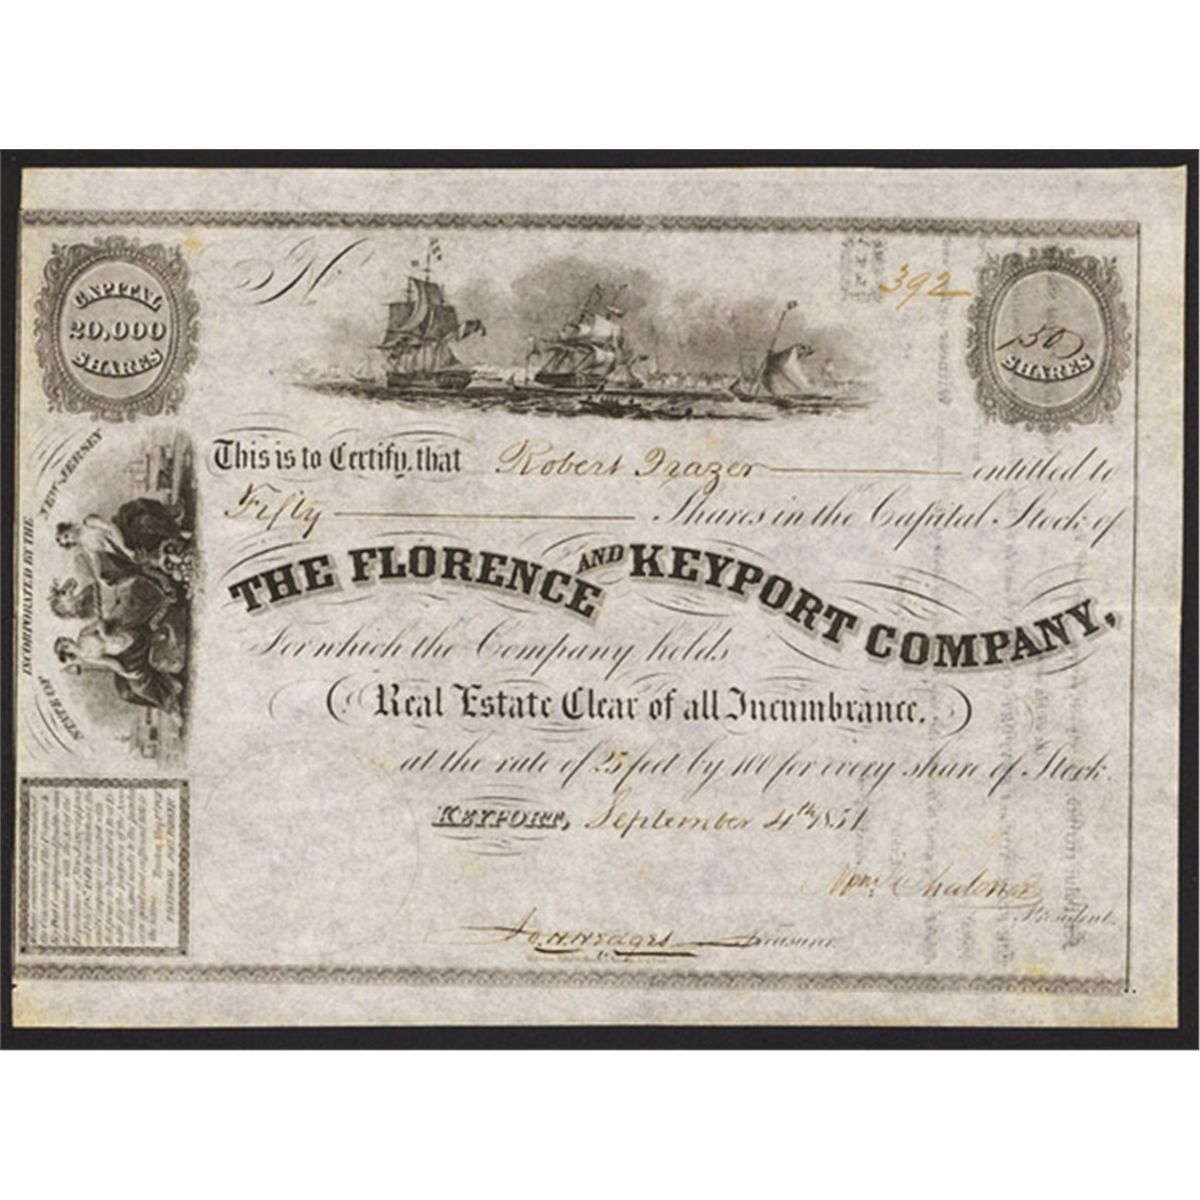 CAPITAL
20,000
SHARES
N.
392
50
SHARES
This is to Certify, that Robert Frazer entitled to
Fifty Shares in the Capital Stock of
THE FLORENCE AND KEYPORT COMPANY,
For which the Company holds
(Real Estate Clear of all Incumbrance.)
at the rate of 25 feet by 100 for every share of Stock.
KEYPORT, September 4th 1851
President.
Treasurer.
INCORPORATED BY THE
STATE OF NEW-JERSEY